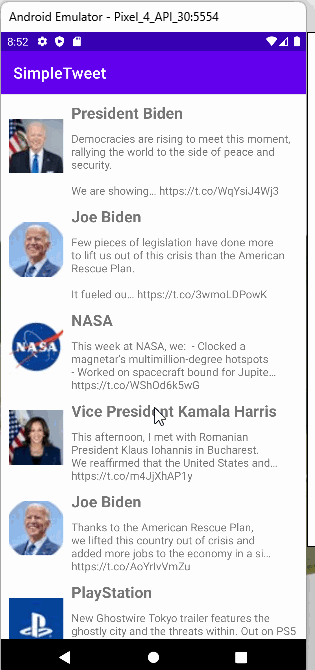 Android Emulator - Pixel_4_API_30:5554
8:52
SimpleTweet
President Biden
Democracies are rising to meet this moment,
rallying the world to the side of peace and
security.
We are showing… https://t.co/WqYsiJ4Wj3
Joe Biden
Few pieces of legislation have done more
to lift us out of this crisis than the American
Rescue Plan.
It fueled ou… https://t.co/3wmoLDPowK
NASA
NASA
This week at NASA, we: - Clocked a
magnetar's multimillion-degree hotspots
- Worked on spacecraft bound for Jupite…
https://t.co/WShOd6k5wG
Vice President Kamala Harris
This afternoon, I met with Romanian
President Klaus Iohannis in Bucharest.
We reaffirmed that the United States and…
https://t.co/m4JjXhAP1y
Joe Biden
Thanks to the American Rescue Plan,
we lifted this country out of crisis and
added more jobs to the economy in a si…
https://t.co/AoYrIvVmZu
PlayStation
New Ghostwire Tokyo trailer features the
ghostly city and the threats within. Out on PS5